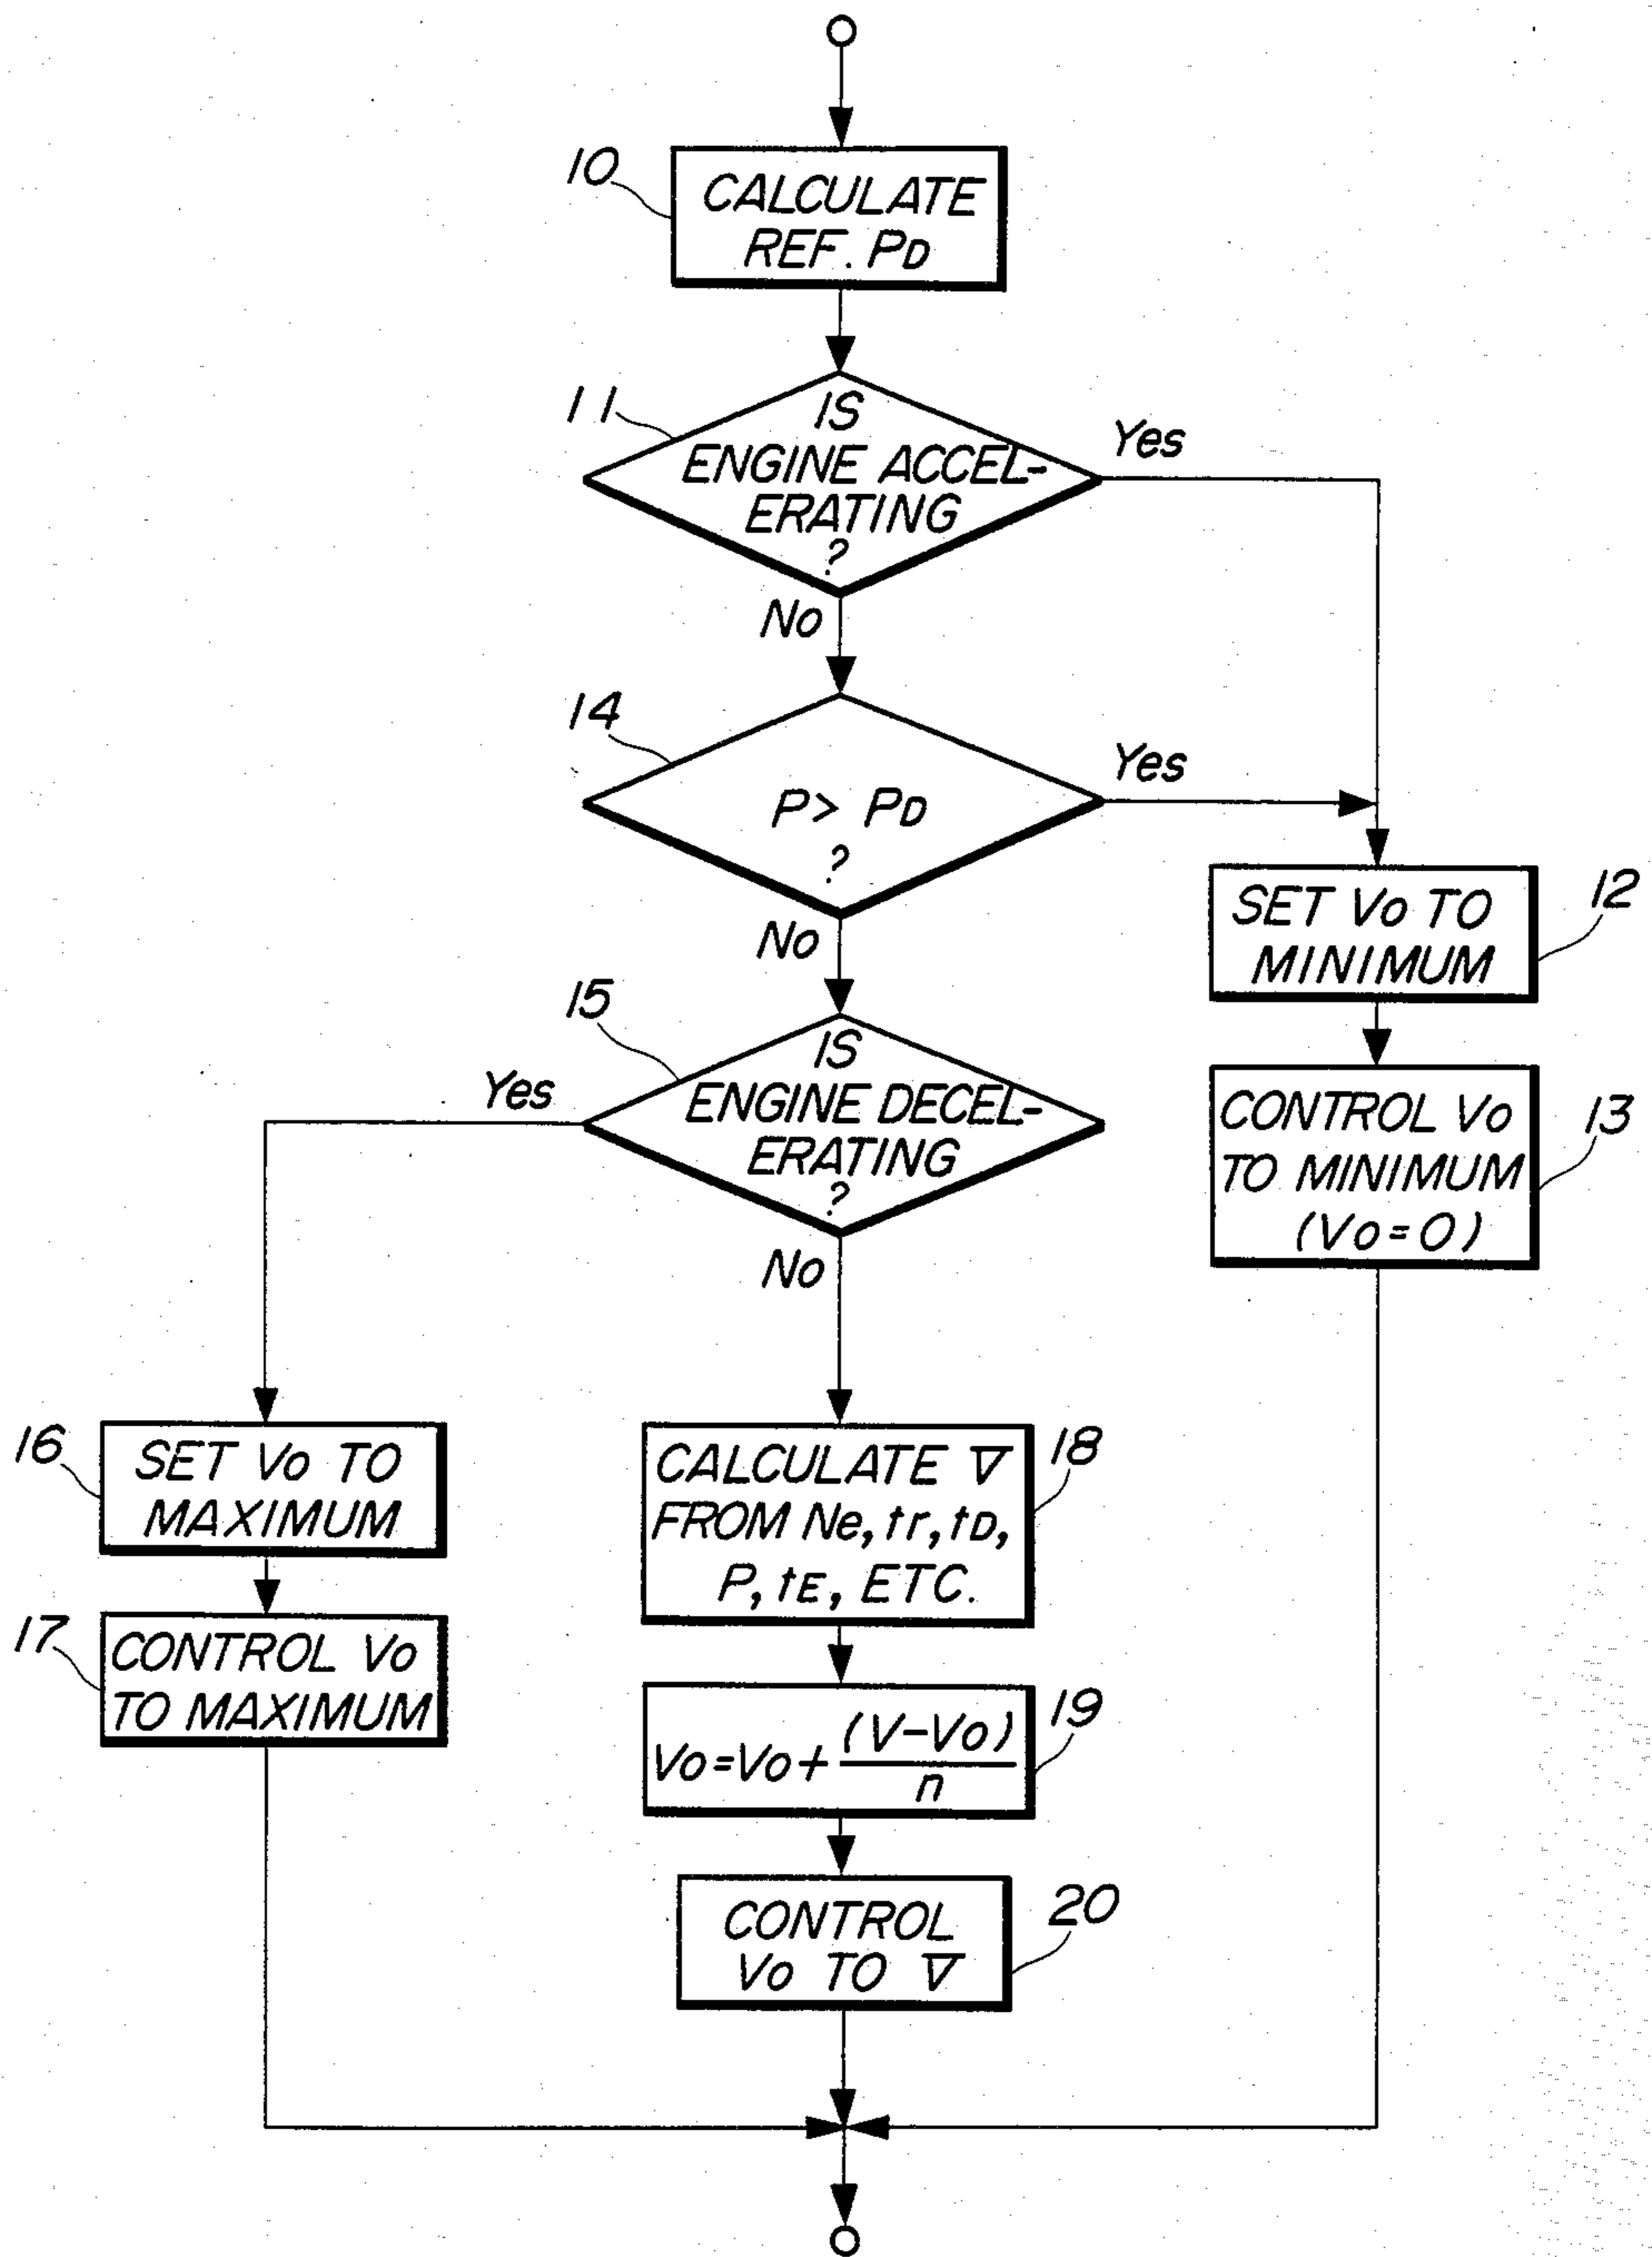 10
CALCULATE
REF. PD
11
IS
ENGINE ACCEL-
ERATING
?
Yes
No
14
P> PD
?
Yes
No
12
SET Vo TO
MINIMUM
15
IS
ENGINE DECEL-
ERATING
?
Yes
No
13
CONTROL Vo
TO MINIMUM
(Vo=0)
16
SET Vo TO
MAXIMUM
17
CONTROL Vo
TO MAXIMUM
18
CALCULATE V̅
FROM Ne, tr, tD,
P, tE, ETC.
19
Vo=Vo+ (V-Vo)
n
20
CONTROL
Vo TO V̅